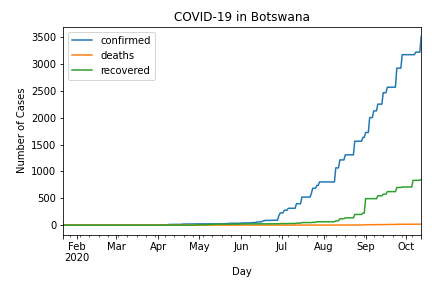 COVID-19 in Botswana
confirmed
deaths
recovered
Number of Cases
3500
3000
2500
2000
1500
1000
500
0
Feb Mar Apr May Jun Jul Aug Sep Oct
2020
Day